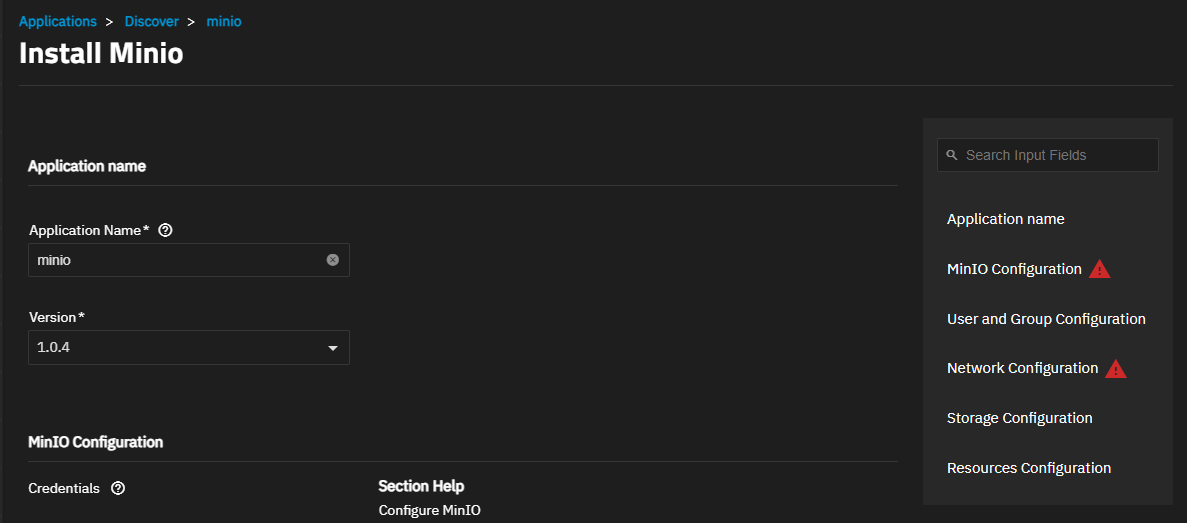 Applications > Discover > minio
Install Minio
Application name
Application Name*
minio
Version*
1.0.4
MinIO Configuration
Credentials
Section Help
Configure MinIO
Search Input Fields
Application name
MinIO Configuration
User and Group Configuration
Network Configuration
Storage Configuration
Resources Configuration